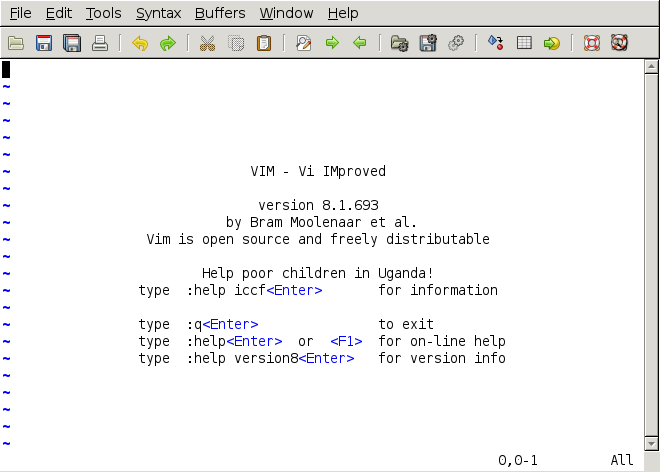 File Edit Tools Syntax Buffers Window Help
~
~
~
~
~
VIM - Vi IMproved
~
~ version 8.1.693
~ by Bram Moolenaar et al.
~ Vim is open source and freely distributable
~
~ Help poor children in Uganda!
~ type :help iccf<Enter> for information
~
~ type :q<Enter> to exit
~ type :help<Enter> or <F1> for on-line help
~ type :help version8<Enter> for version info
~
~
~
~
~
0,0-1 All